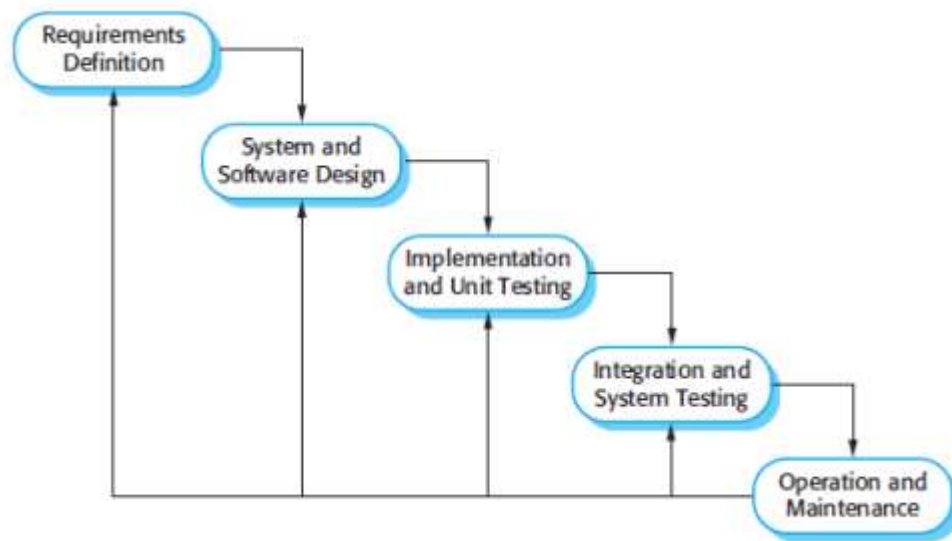 Requirements
Definition
System and
Software Design
Implementation
and Unit Testing
Integration and
System Testing
Operation and
Maintenance